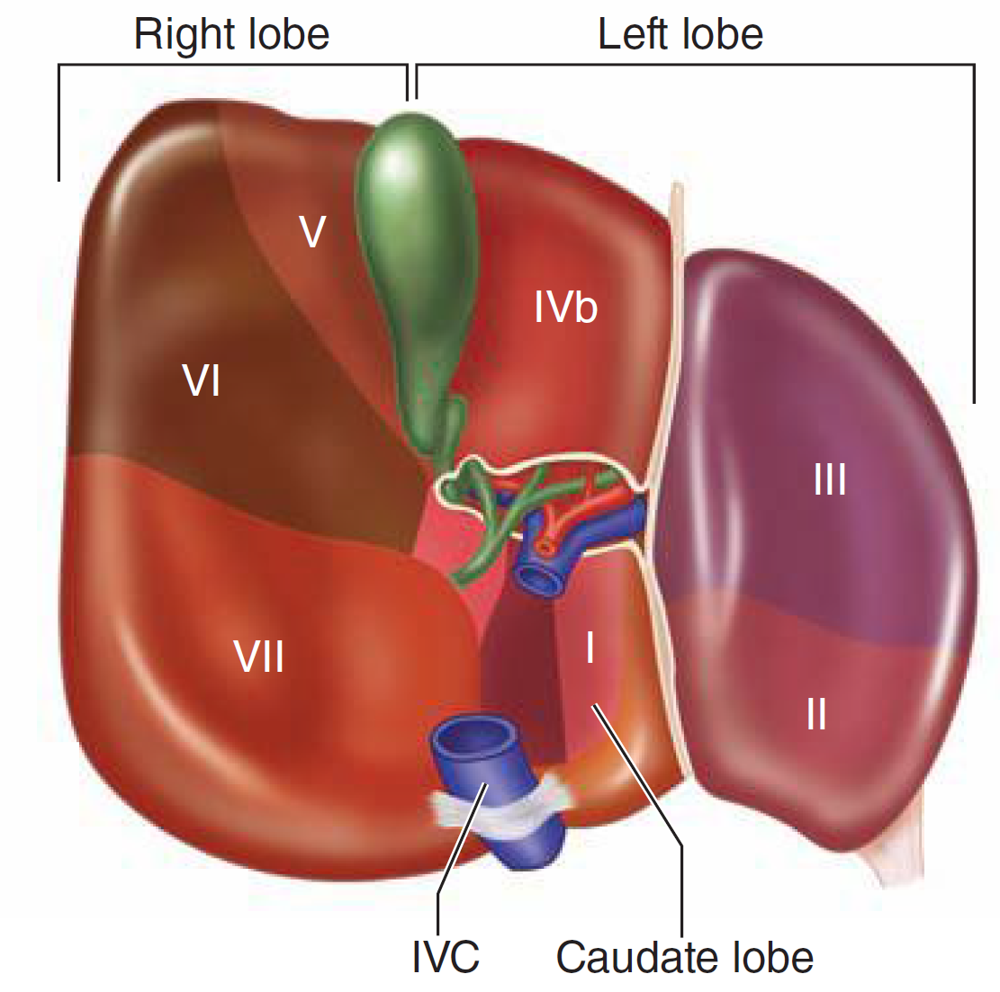 Right lobe
Left lobe
V
IVb
VI
III
VII
I
II
IVC
Caudate lobe